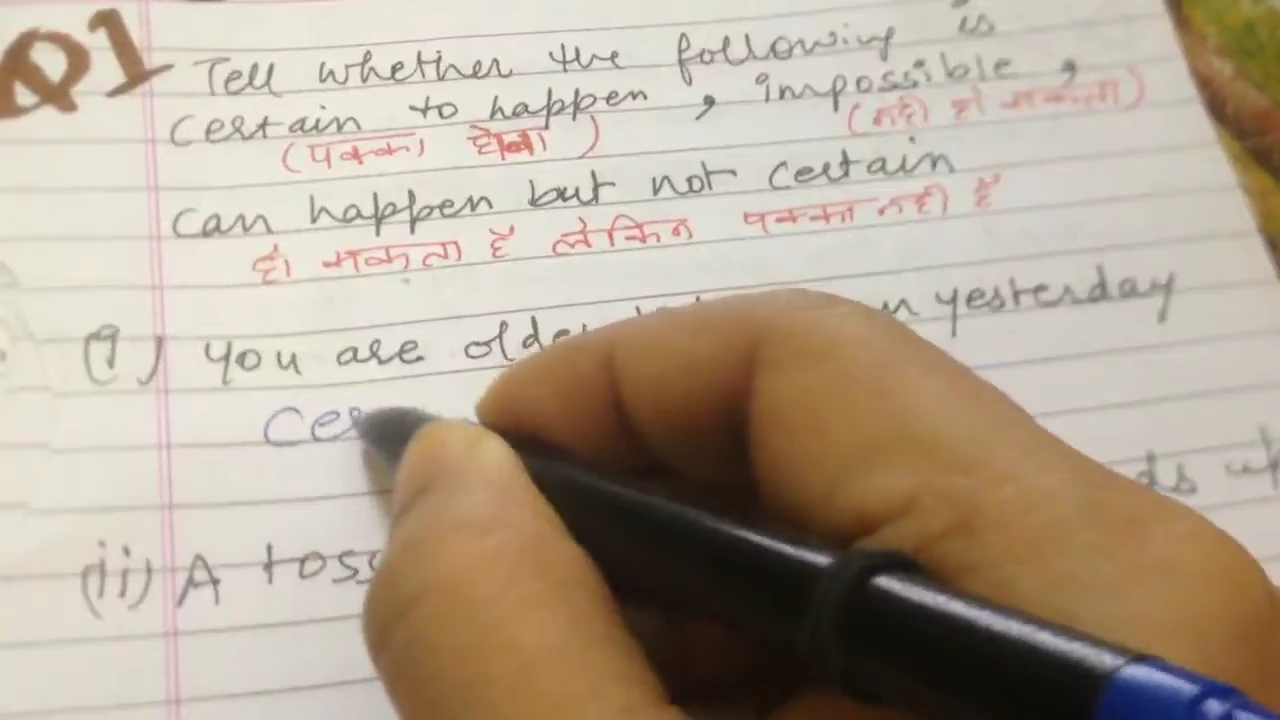 Q1 Tell whether the following is
certain to happen, impossible,
(पक्का होना) (नही हो सकता)
can happen but not certain
हो सकता है लेकिन पक्का नही है
(i) you are older yesterday
Cer
(ii) A toss